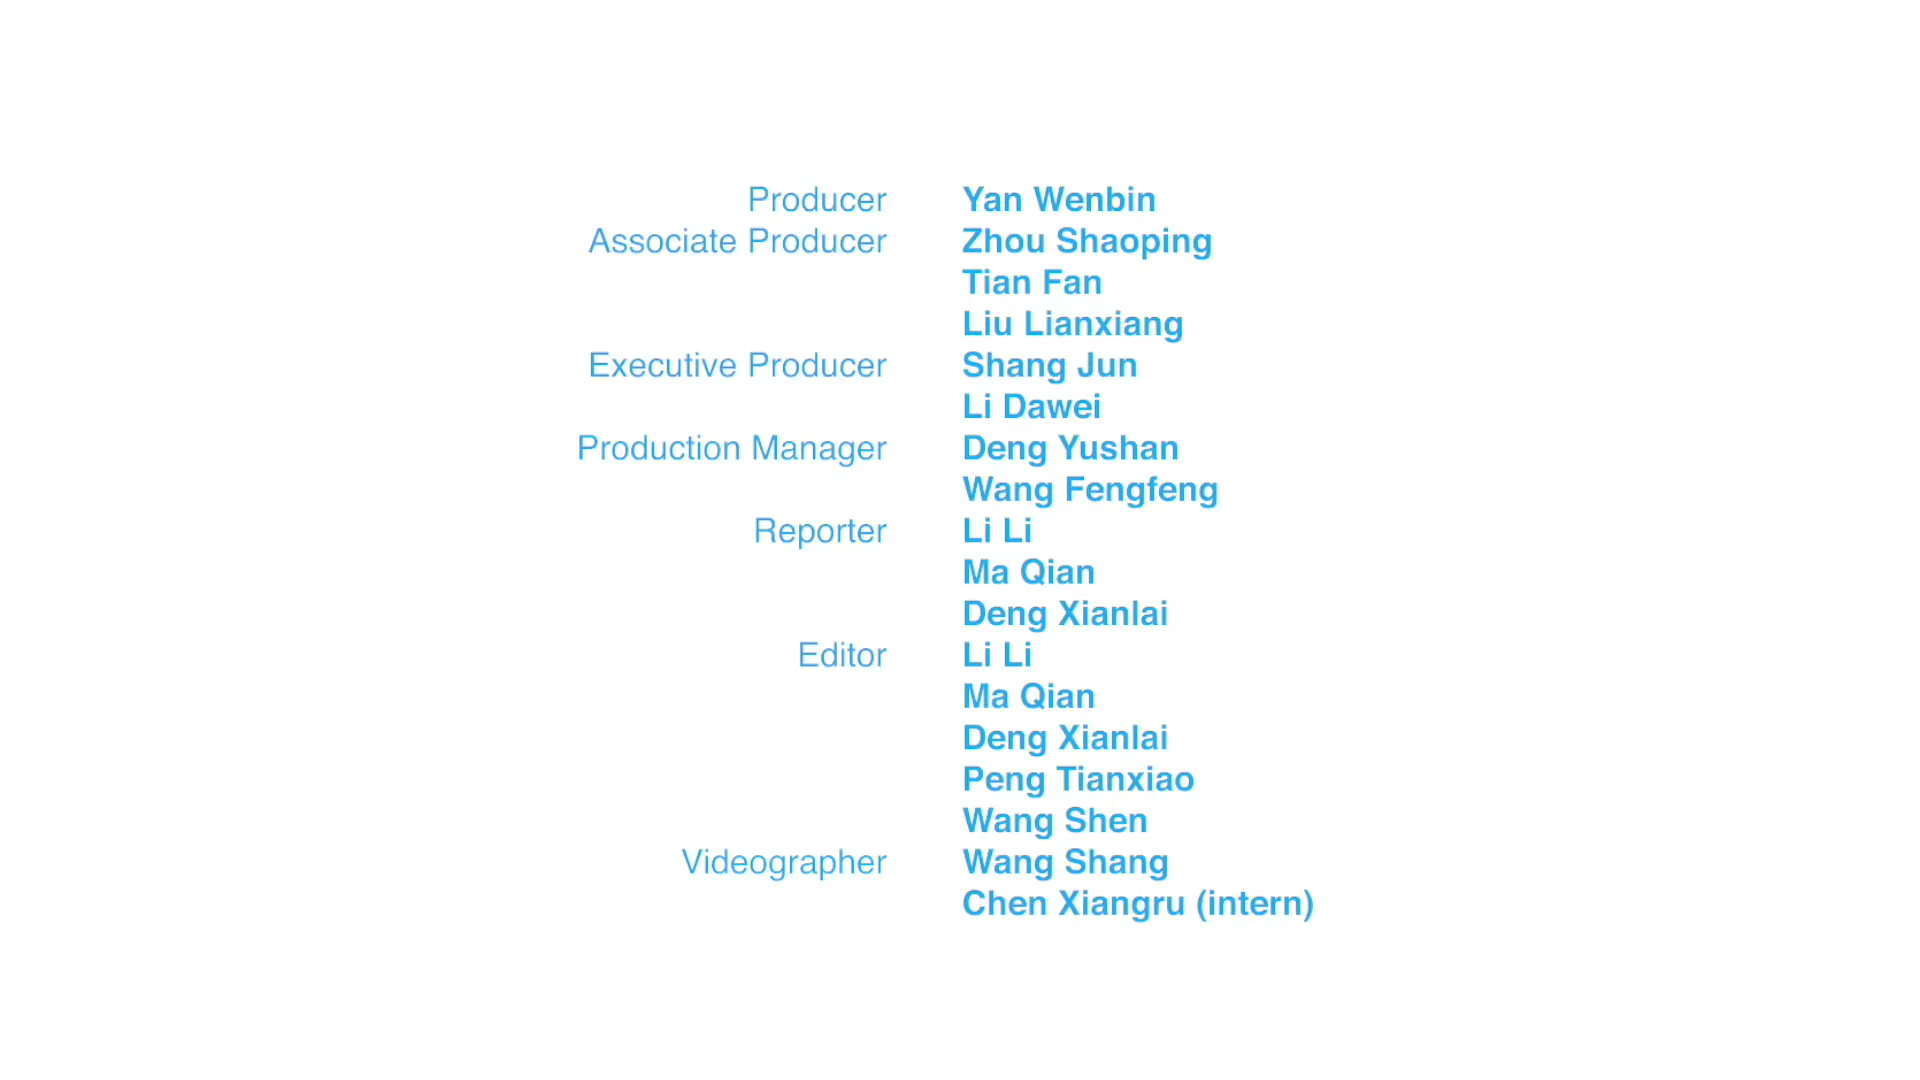 Producer Yan Wenbin
Associate Producer Zhou Shaoping
Tian Fan
Liu Lianxiang
Executive Producer Shang Jun
Li Dawei
Production Manager Deng Yushan
Wang Fengfeng
Reporter Li Li
Ma Qian
Deng Xianlai
Editor Li Li
Ma Qian
Deng Xianlai
Peng Tianxiao
Wang Shen
Videographer Wang Shang
Chen Xiangru (intern)